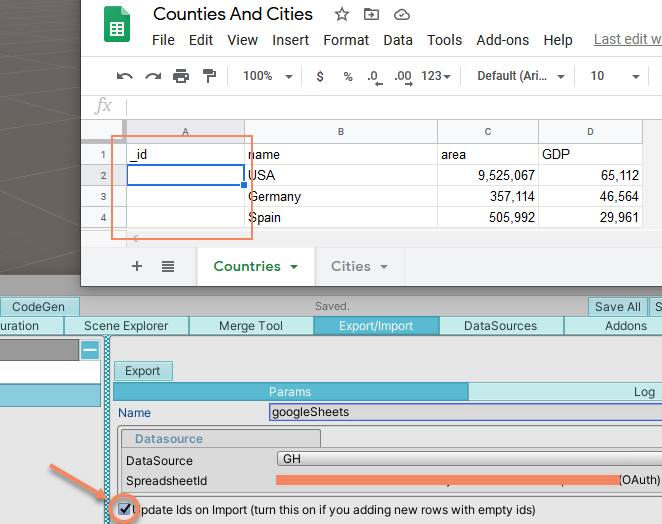 Counties And Cities
File Edit View Insert Format Data Tools Add-ons Help Last edit w
100% $ % .0 .00 123 Default (Ari... 10
fx
A B C D
1 _id name area GDP
2 USA 9,525,067 65,112
3 Germany 357,114 46,564
4 Spain 505,992 29,961
+ Countries Cities
CodeGen Saved. Save All S
uration Scene Explorer Merge Tool Export/Import DataSources Addons
Export
Params Log
Name googleSheets
Datasource
DataSource GH
SpreadsheetId (OAuth)
Update Ids on Import (turn this on if you adding new rows with empty ids)